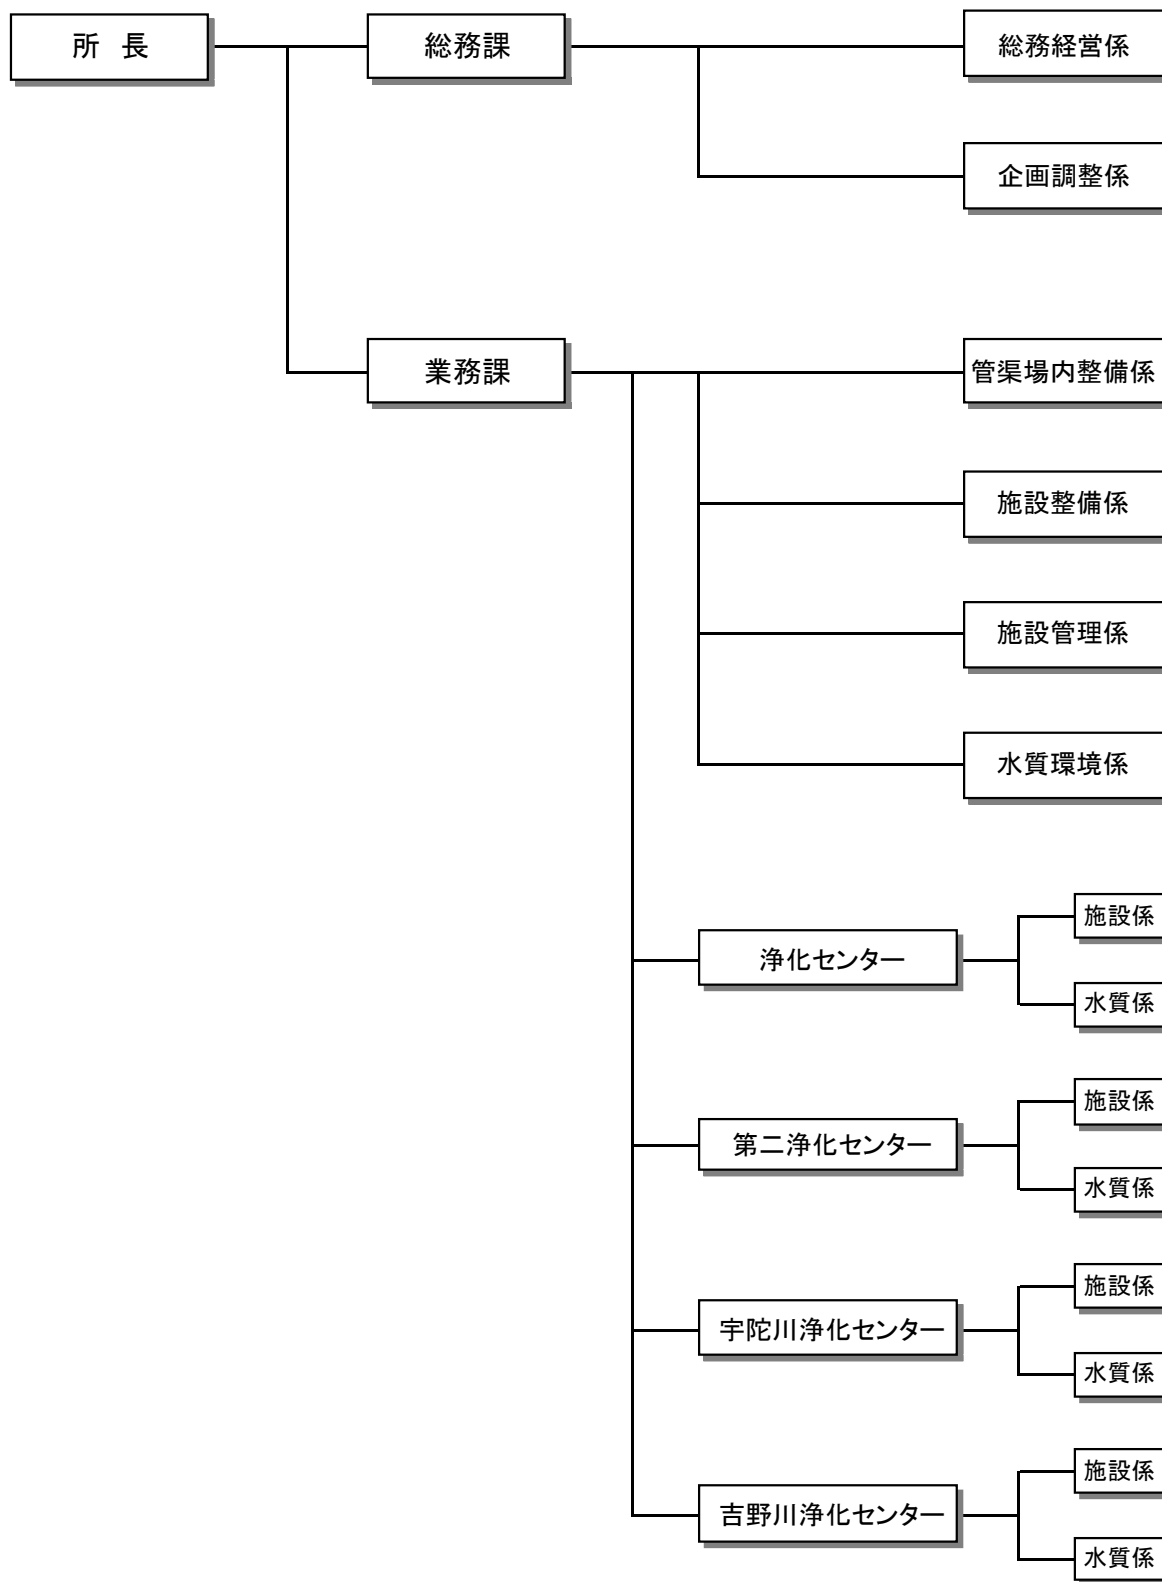 所 長
総務課
総務経営係
企画調整係
業務課
管渠場内整備係
施設整備係
施設管理係
水質環境係
浄化センター
施設係
水質係
第二浄化センター
施設係
水質係
宇陀川浄化センター
施設係
水質係
吉野川浄化センター
施設係
水質係